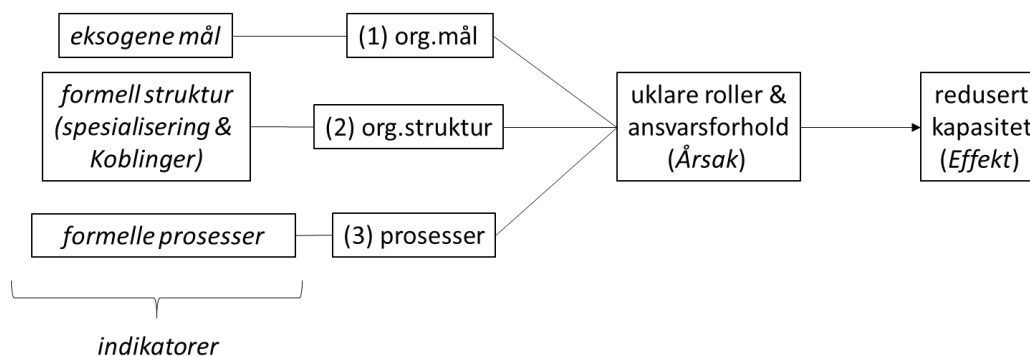 eksogene mål
(1) org.mål
formell struktur
(spesialisering &
Koblinger)
(2) org.struktur
uklare roller &
ansvarsforhold
(Årsak)
redusert
kapasitet
(Effekt)
formelle prosesser
(3) prosesser
indikatorer